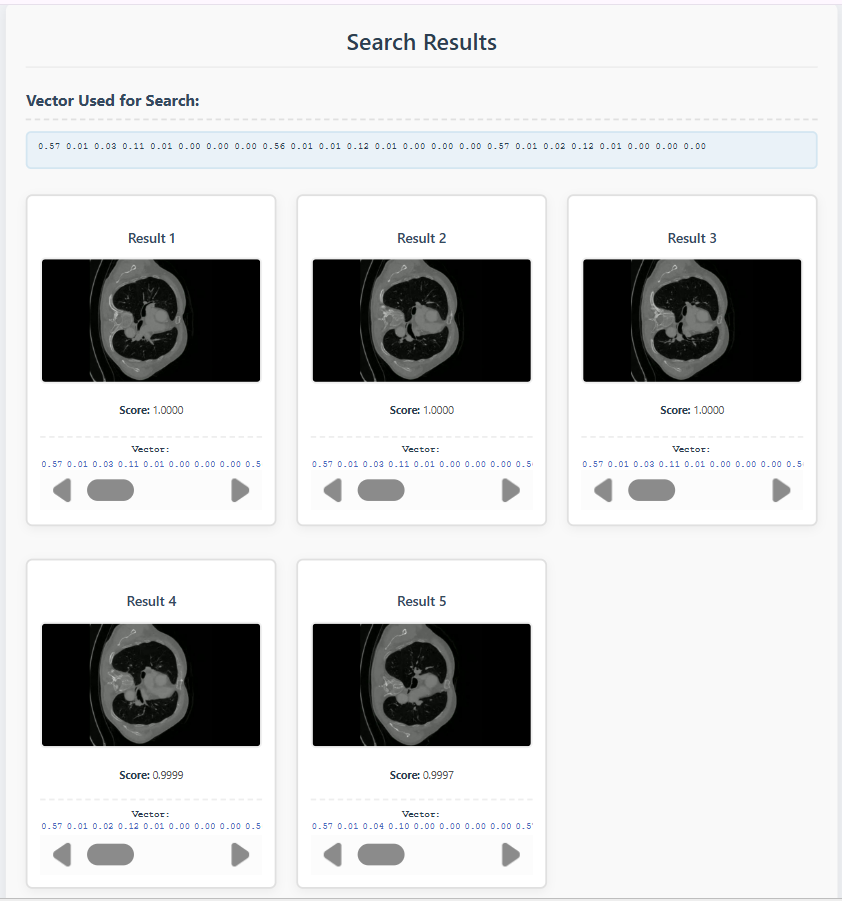 Search Results
Vector Used for Search:
0.57 0.01 0.03 0.11 0.01 0.00 0.00 0.00 0.56 0.01 0.01 0.12 0.01 0.00 0.00 0.00 0.57 0.01 0.02 0.12 0.01 0.00 0.00 0.00
Result 1
Score: 1.0000
Vector:
0.57 0.01 0.03 0.11 0.01 0.00 0.00 0.00 0.5
Result 2
Score: 1.0000
Vector:
0.57 0.01 0.03 0.11 0.01 0.00 0.00 0.00 0.5
Result 3
Score: 1.0000
Vector:
0.57 0.01 0.03 0.11 0.01 0.00 0.00 0.00 0.5
Result 4
Score: 0.9999
Vector:
0.57 0.01 0.02 0.12 0.01 0.00 0.00 0.00 0.5
Result 5
Score: 0.9997
Vector:
0.57 0.01 0.04 0.10 0.00 0.00 0.00 0.00 0.5